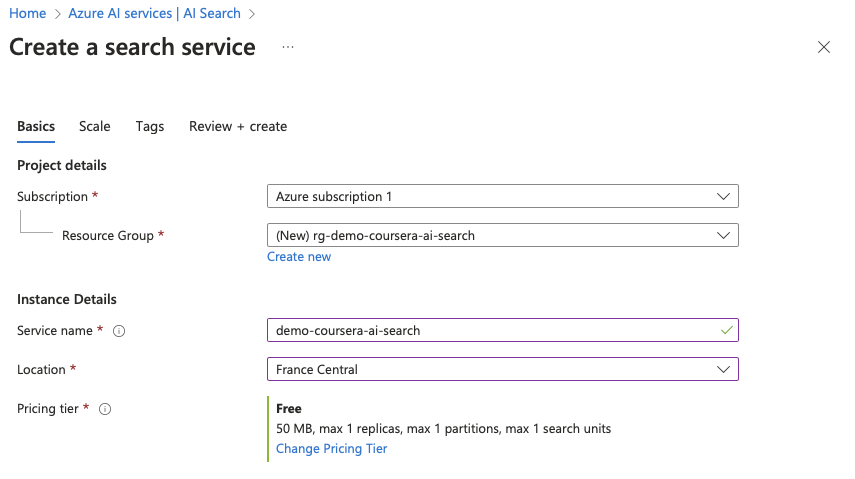 Home > Azure AI services | AI Search >
Create a search service ...
Basics Scale Tags Review + create
Project details
Subscription * Azure subscription 1
Resource Group * (New) rg-demo-coursera-ai-search
Create new
Instance Details
Service name * demo-coursera-ai-search
Location * France Central
Pricing tier * Free
50 MB, max 1 replicas, max 1 partitions, max 1 search units
Change Pricing Tier